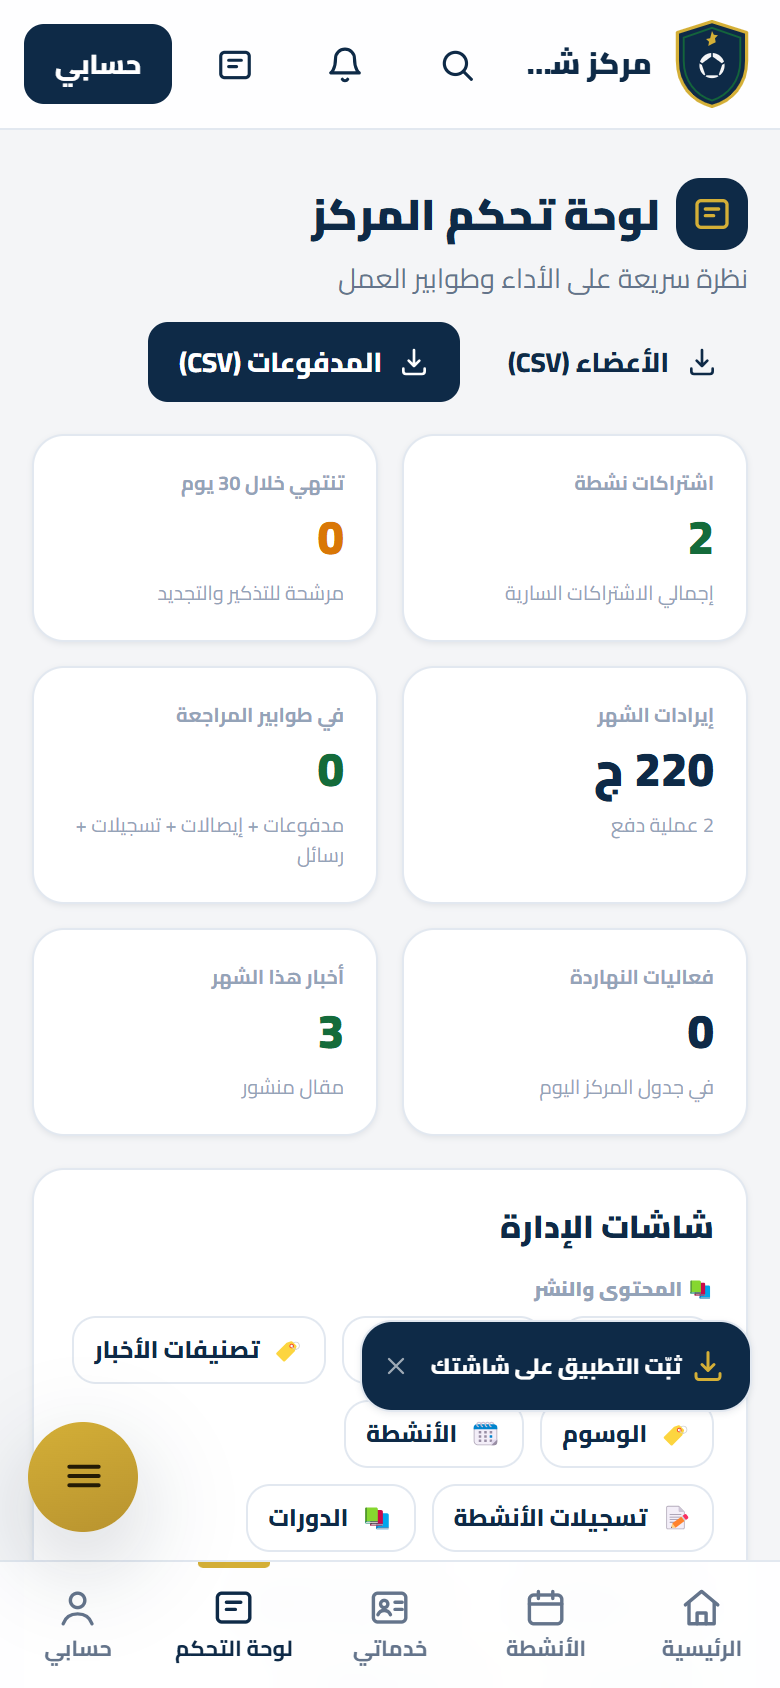 مركز شـ...
حسابي
لوحة تحكم المركز
نظرة سريعة على الأداء وطوابير العمل
الأعضاء (CSV)
المدفوعات (CSV)
اشتراكات نشطة
2
إجمالي الاشتراكات السارية
تنتهي خلال 30 يوم
0
مرشحة للتذكير والتجديد
إيرادات الشهر
220 ج
2 عملية دفع
في طوابير المراجعة
0
مدفوعات + إيصالات + تسجيلات +
رسائل
فعاليات النهاردة
0
في جدول المركز اليوم
أخبار هذا الشهر
3
مقال منشور
شاشات الإدارة
المحتوى والنشر
تصنيفات الأخبار
ثبّت التطبيق على شاشتك
الوسوم
الأنشطة
تسجيلات الأنشطة
الدورات
الرئيسية
الأنشطة
خدماتي
لوحة التحكم
حسابي